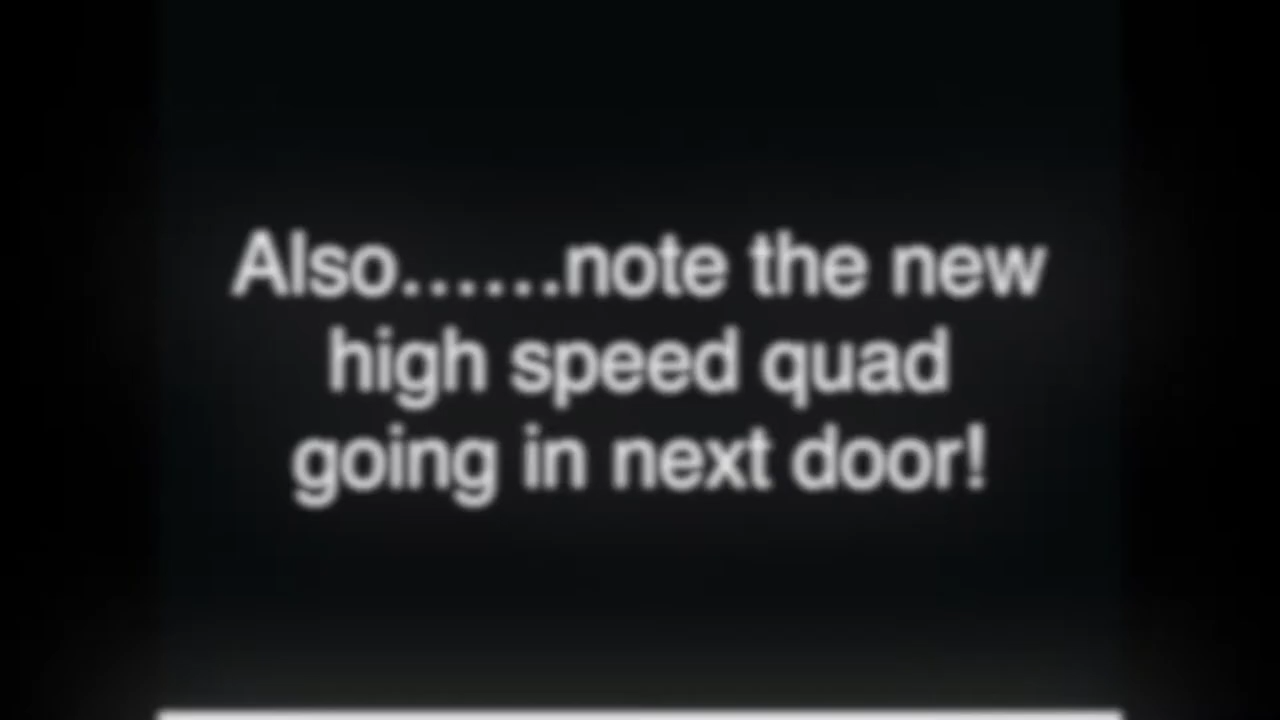 Also......note the new
high speed quad
going in next door!